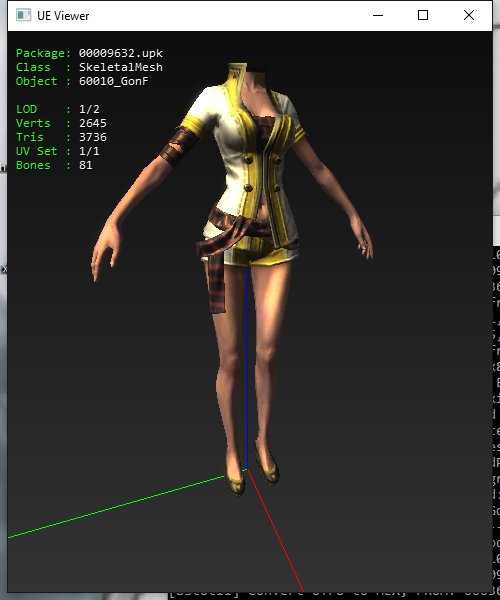 UE Viewer
Package: 00009632.upk
Class : SkeletalMesh
Object : 60010_GonF
LOD : 1/2
Verts : 2645
Tris : 3736
UV Set : 1/1
Bones : 81